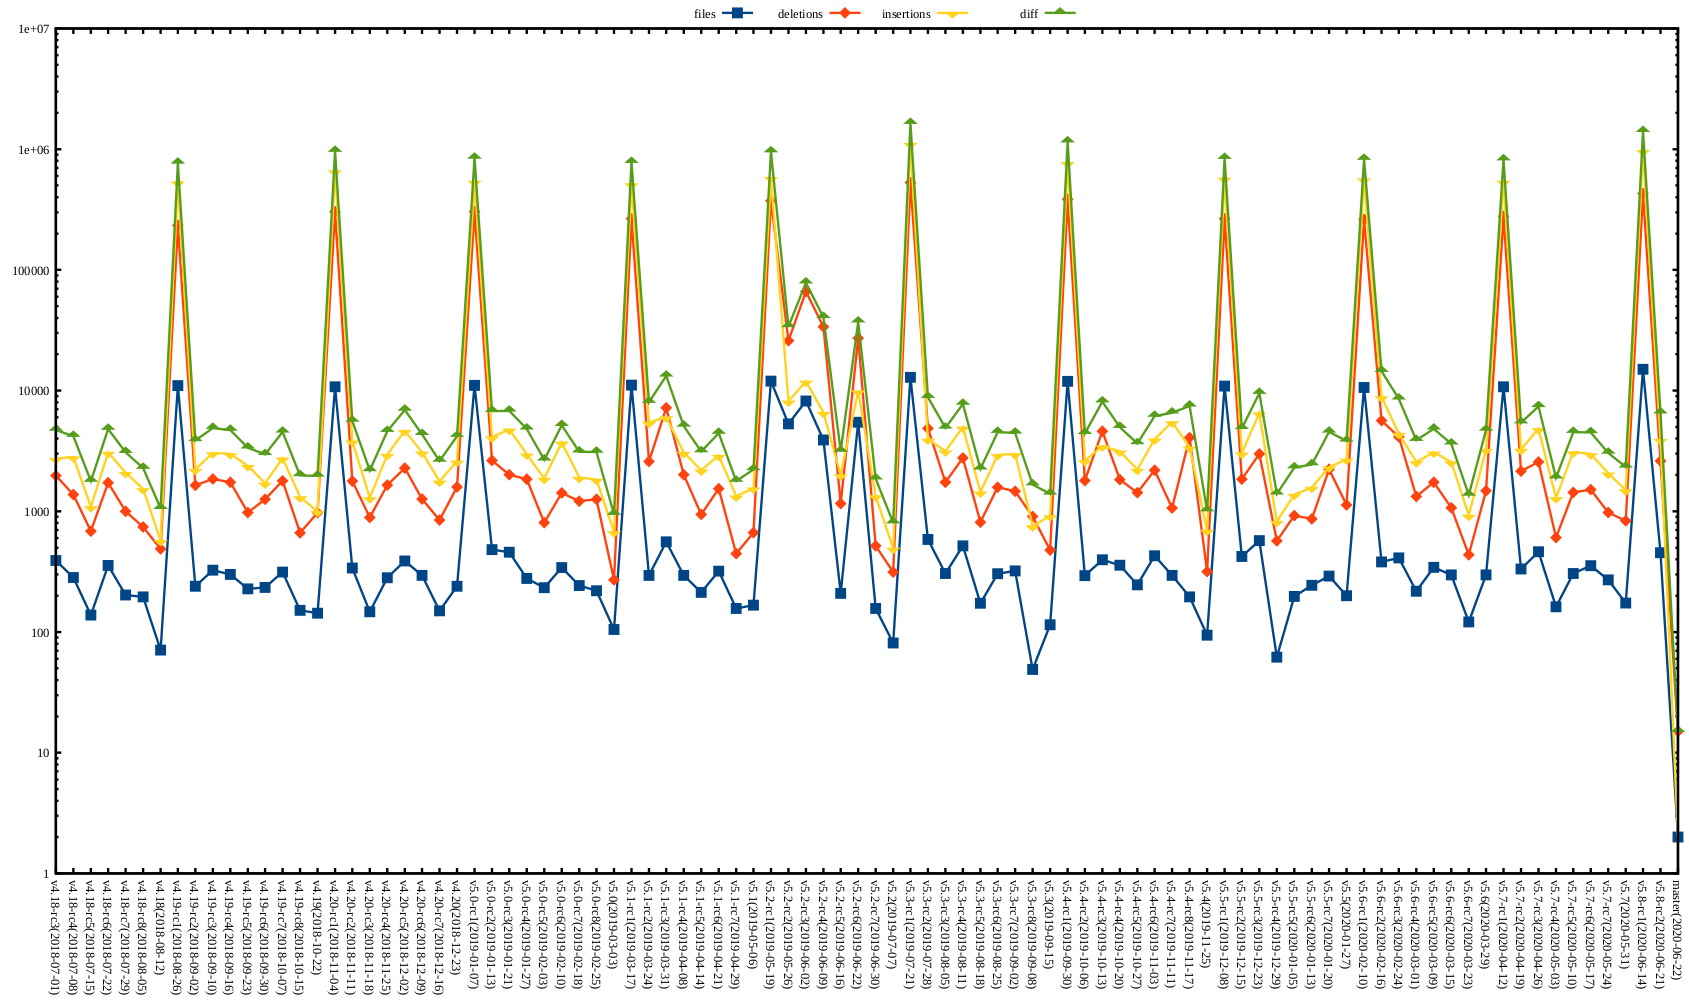 files deletions insertions diff
1e+07
1e+06
100000
10000
1000
100
10
1
v4.18-rc3(2018-07-01)
v4.18-rc4(2018-07-08)
v4.18-rc5(2018-07-15)
v4.18-rc6(2018-07-22)
v4.18-rc7(2018-07-29)
v4.18-rc8(2018-08-05)
v4.18(2018-08-12)
v4.19-rc1(2018-08-26)
v4.19-rc2(2018-09-02)
v4.19-rc3(2018-09-10)
v4.19-rc4(2018-09-16)
v4.19-rc5(2018-09-23)
v4.19-rc6(2018-09-30)
v4.19-rc7(2018-10-07)
v4.19-rc8(2018-10-15)
v4.19(2018-10-22)
v4.20-rc1(2018-11-04)
v4.20-rc2(2018-11-11)
v4.20-rc3(2018-11-18)
v4.20-rc4(2018-11-25)
v4.20-rc5(2018-12-02)
v4.20-rc6(2018-12-09)
v4.20-rc7(2018-12-16)
v4.20(2018-12-23)
v5.0-rc1(2019-01-07)
v5.0-rc2(2019-01-13)
v5.0-rc3(2019-01-21)
v5.0-rc4(2019-01-27)
v5.0-rc5(2019-02-03)
v5.0-rc6(2019-02-10)
v5.0-rc7(2019-02-18)
v5.0-rc8(2019-02-25)
v5.0(2019-03-03)
v5.1-rc1(2019-03-17)
v5.1-rc2(2019-03-24)
v5.1-rc3(2019-03-31)
v5.1-rc4(2019-04-08)
v5.1-rc5(2019-04-14)
v5.1-rc6(2019-04-21)
v5.1-rc7(2019-04-29)
v5.1(2019-05-06)
v5.2-rc1(2019-05-19)
v5.2-rc2(2019-05-26)
v5.2-rc3(2019-06-02)
v5.2-rc4(2019-06-09)
v5.2-rc5(2019-06-16)
v5.2-rc6(2019-06-22)
v5.2-rc7(2019-06-30)
v5.2(2019-07-07)
v5.3-rc1(2019-07-21)
v5.3-rc2(2019-07-28)
v5.3-rc3(2019-08-05)
v5.3-rc4(2019-08-11)
v5.3-rc5(2019-08-18)
v5.3-rc6(2019-08-25)
v5.3-rc7(2019-09-02)
v5.3-rc8(2019-09-08)
v5.3(2019-09-15)
v5.4-rc1(2019-09-30)
v5.4-rc2(2019-10-06)
v5.4-rc3(2019-10-13)
v5.4-rc4(2019-10-20)
v5.4-rc5(2019-10-27)
v5.4-rc6(2019-11-03)
v5.4-rc7(2019-11-11)
v5.4-rc8(2019-11-17)
v5.4(2019-11-25)
v5.5-rc1(2019-12-08)
v5.5-rc2(2019-12-15)
v5.5-rc3(2019-12-23)
v5.5-rc4(2019-12-29)
v5.5-rc5(2020-01-05)
v5.5-rc6(2020-01-13)
v5.5-rc7(2020-01-20)
v5.5(2020-01-27)
v5.6-rc1(2020-02-10)
v5.6-rc2(2020-02-16)
v5.6-rc3(2020-02-24)
v5.6-rc4(2020-03-01)
v5.6-rc5(2020-03-09)
v5.6-rc6(2020-03-15)
v5.6-rc7(2020-03-23)
v5.6(2020-03-29)
v5.7-rc1(2020-04-12)
v5.7-rc2(2020-04-19)
v5.7-rc3(2020-04-26)
v5.7-rc4(2020-05-03)
v5.7-rc5(2020-05-10)
v5.7-rc6(2020-05-17)
v5.7-rc7(2020-05-24)
v5.7(2020-05-31)
v5.8-rc1(2020-06-14)
v5.8-rc2(2020-06-21)
master(2020-06-22)